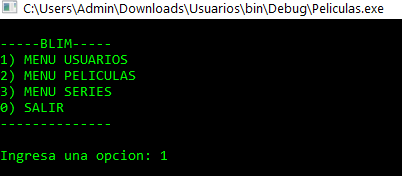 C:\Users\Admin\Downloads\Usuarios\bin\Debug\Peliculas.exe
-----BLIM-----
1) MENU USUARIOS
2) MENU PELICULAS
3) MENU SERIES
0) SALIR
--------------
Ingresa una opcion: 1